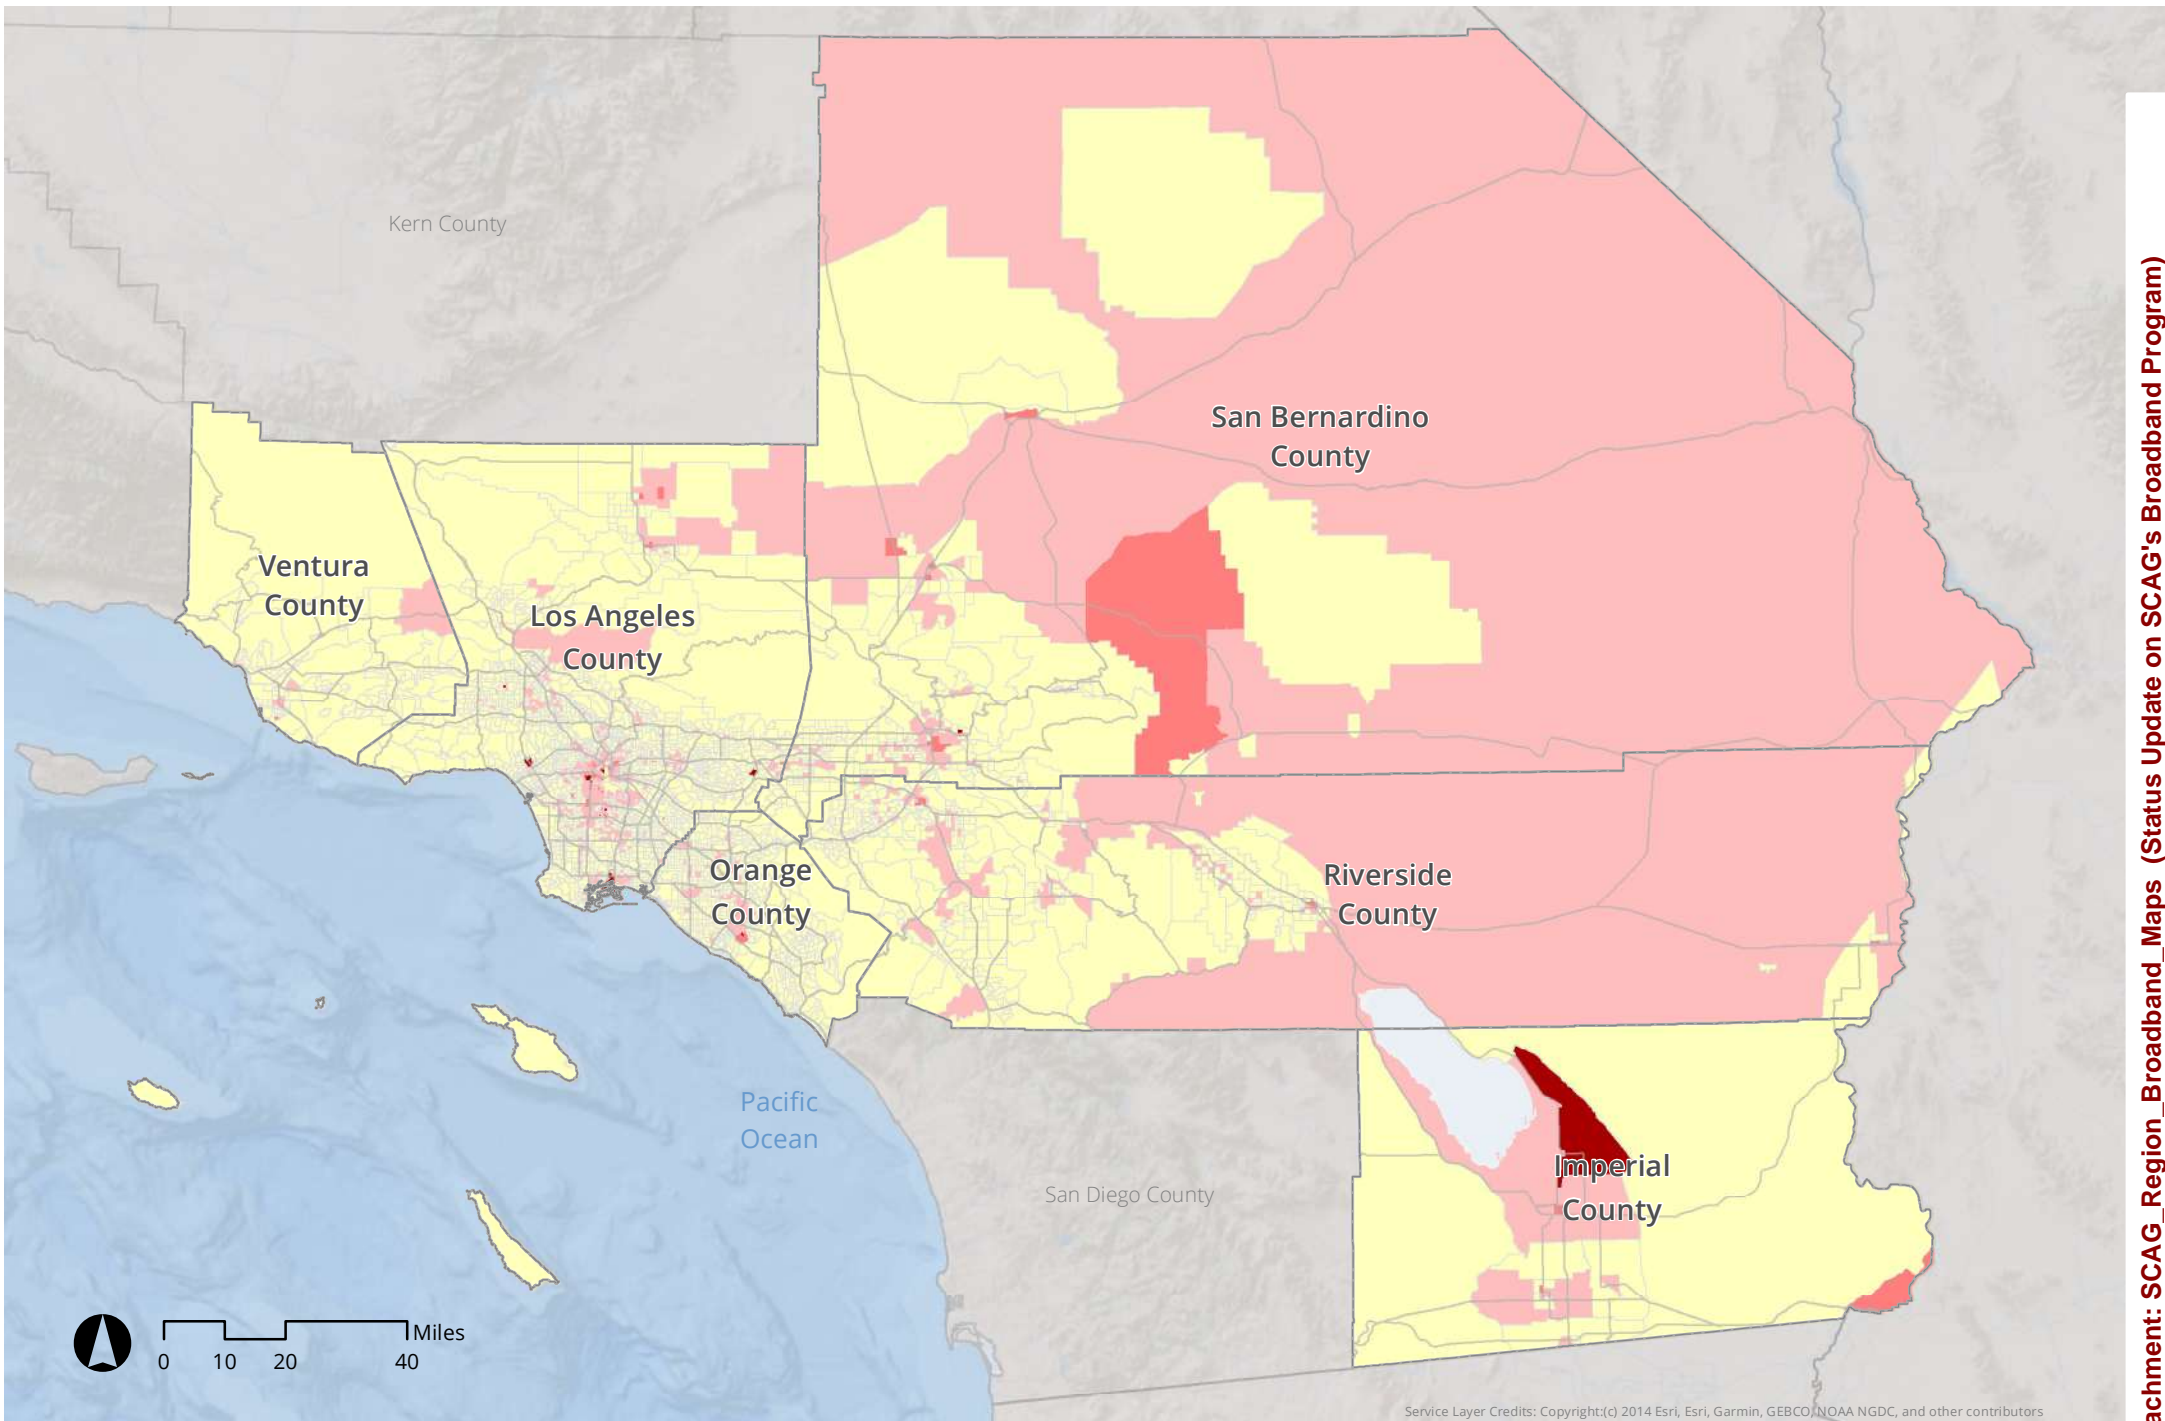 Kern County
San Bernardino
County
Ventura
County
Los Angeles
County
Orange
County
Riverside
County
Pacific
Ocean
San Diego County
Imperial
County
Miles
0 10 20 40
Service Layer Credits: Copyright:(c) 2014 Esri, Esri, Garmin, GEBCO, NOAA NGDC, and other contributors
achment: SCAG_Region_Broadband_Maps (Status Update on SCAG's Broadband Program)